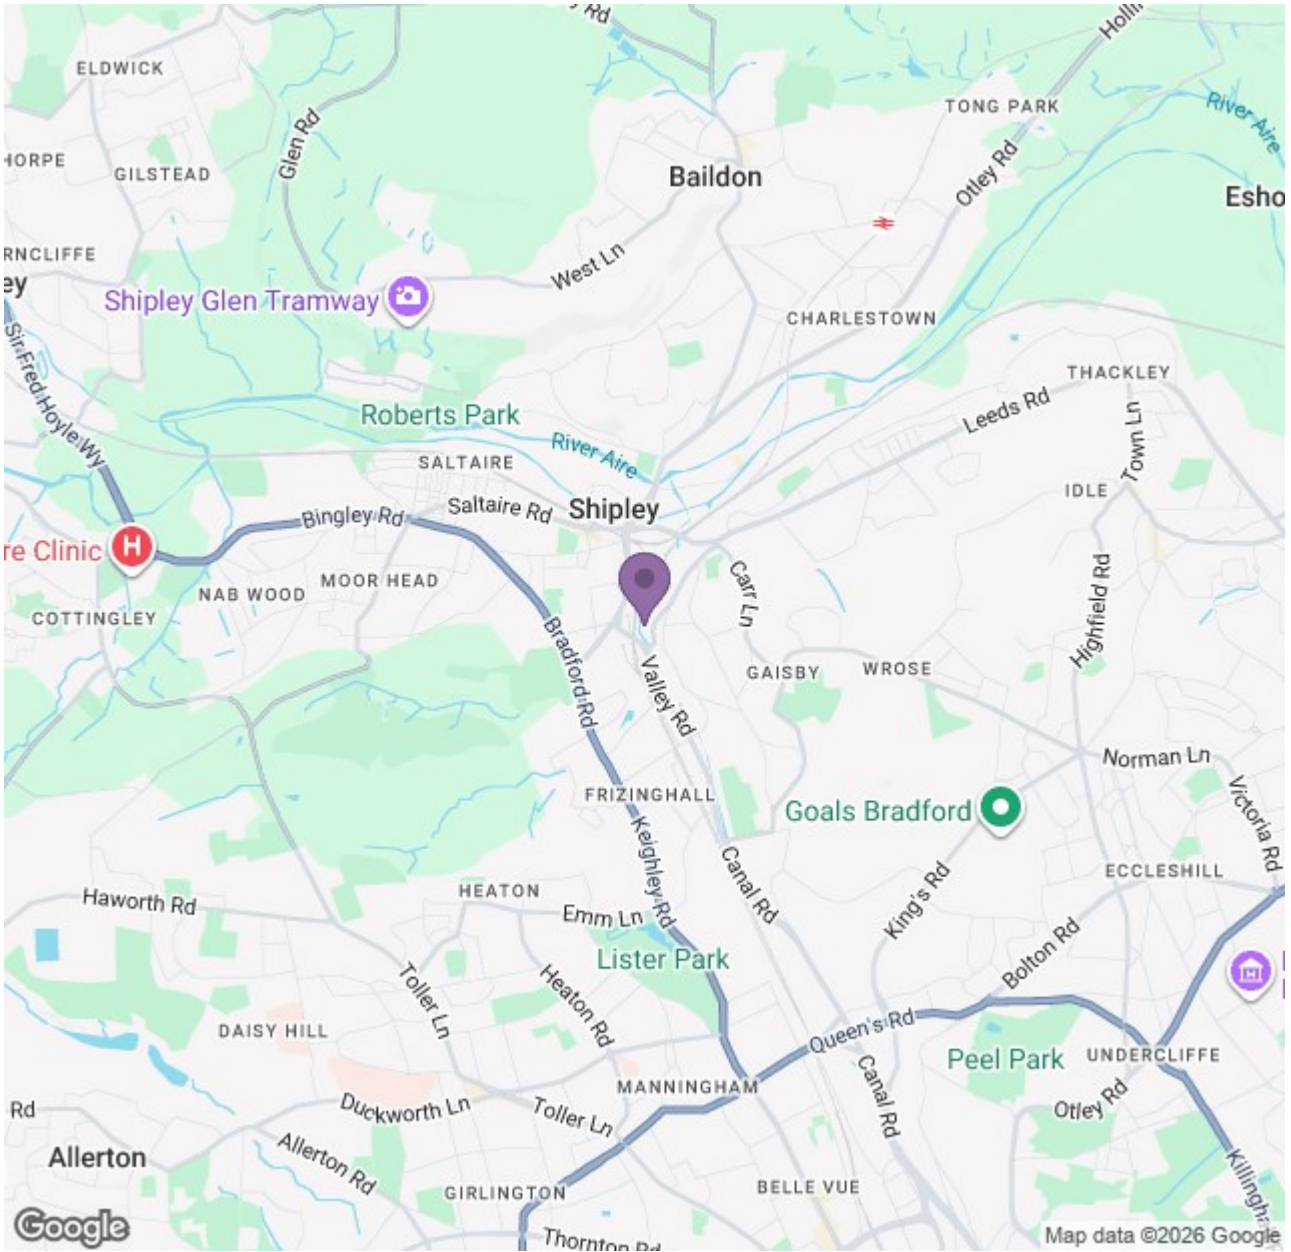 y Rd
Hollin
ELDWICK
TONG PARK
River Aire
Glen Rd
HORPE
GILSTEAD
Baildon
Otley Rd
Esho
RNCLIFFE
ey
West Ln
Shipley Glen Tramway
CHARLESTOWN
Sir Fred Hoyle Wy
THACKLEY
Leeds Rd
Town Ln
Roberts Park
River Aire
SALTAIRE
IDLE
Saltaire Rd
Shipley
Bingley Rd
re Clinic
H
MOOR HEAD
NAB WOOD
COTTINGLEY
Carr Ln
Highfield Rd
Bradford Rd
Valley Rd
GAISBY
WROSE
Norman Ln
FRIZINGHALL
Goals Bradford
Victoria Rd
Keighley Rd
ECCLESHILL
HEATON
Haworth Rd
Emm Ln
Canal Rd
King's Rd
Lister Park
Bolton Rd
Toller Ln
Heaton Rd
DAISY HILL
Queen's Rd
Peel Park
UNDERCLIFFE
MANNINGHAM
Canal Rd
Otley Rd
Rd
Duckworth Ln
Toller Ln
Allerton
Allerton Rd
GIRLINGTON
BELLE VUE
Killingha
Thornton Rd
Google
Map data ©2026 Google